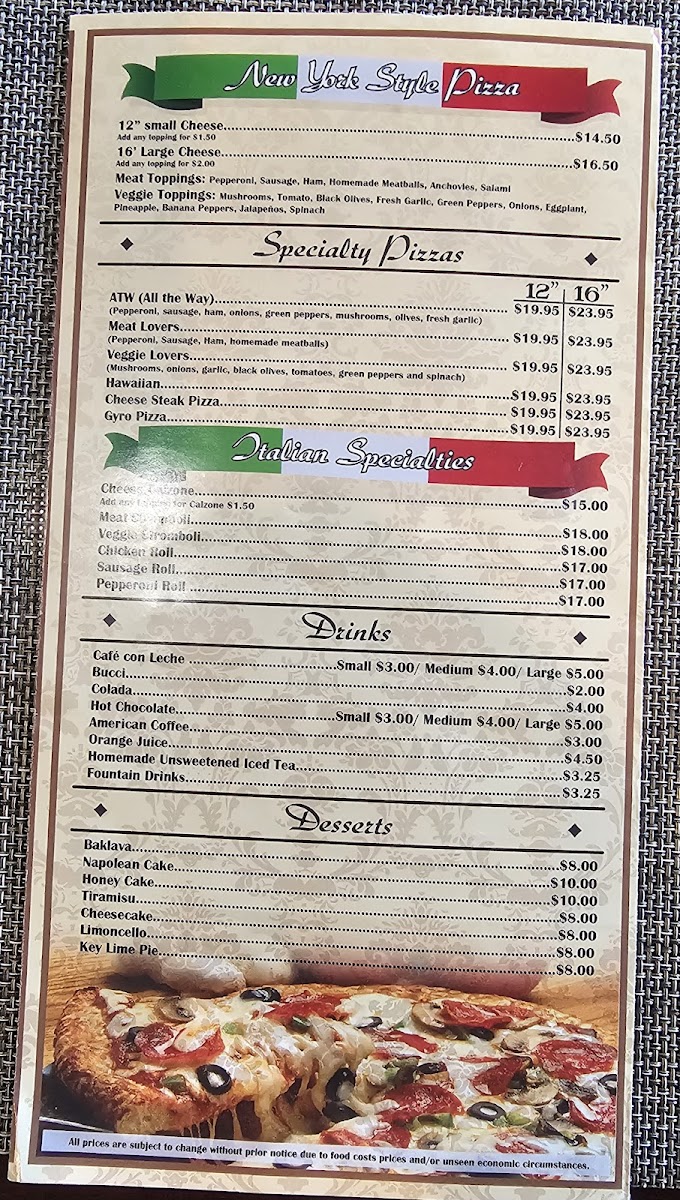 New York Style Pizza
12” small Cheese........$14.50
Add any topping for $1.50
16' Large Cheese........$16.50
Add any topping for $2.00
Meat Toppings: Pepperoni, Sausage, Ham, Homemade Meatballs, Anchovies, Salami
Veggie Toppings: Mushrooms, Tomato, Black Olives, Fresh Garlic, Green Peppers, Onions, Eggplant,
Pineapple, Banana Peppers, Jalapeños, Spinach
Specialty Pizzas
12” 16”
ATW (All the Way)........$19.95 $23.95
(Pepperoni, sausage, ham, onions, green peppers, mushrooms, olives, fresh garlic)
Meat Lovers........$19.95 $23.95
(Pepperoni, Sausage, Ham, homemade meatballs)
Veggie Lovers........$19.95 $23.95
(Mushrooms, onions, garlic, black olives, tomatoes, green peppers and spinach)
Hawaiian........$19.95 $23.95
Cheese Steak Pizza........$19.95 $23.95
Gyro Pizza........$19.95 $23.95
Italian Specialties
Cheese Calzone........$15.00
Add any topping for Calzone $1.50
Meat Stromboli........$18.00
Veggie Stromboli........$18.00
Chicken Roll........$17.00
Sausage Roll........$17.00
Pepperoni Roll........$17.00
Drinks
Café con Leche........Small $3.00/ Medium $4.00/ Large $5.00
Bucci........$2.00
Colada........$4.00
Hot Chocolate........Small $3.00/ Medium $4.00/ Large $5.00
American Coffee........$3.00
Orange Juice........$4.50
Homemade Unsweetened Iced Tea........$3.25
Fountain Drinks........$3.25
Desserts
Baklava........$8.00
Napolean Cake........$10.00
Honey Cake........$10.00
Tiramisu........$8.00
Cheesecake........$8.00
Limoncello........$8.00
Key Lime Pie........$8.00
All prices are subject to change without prior notice due to food costs prices and/or unseen economic circumstances.